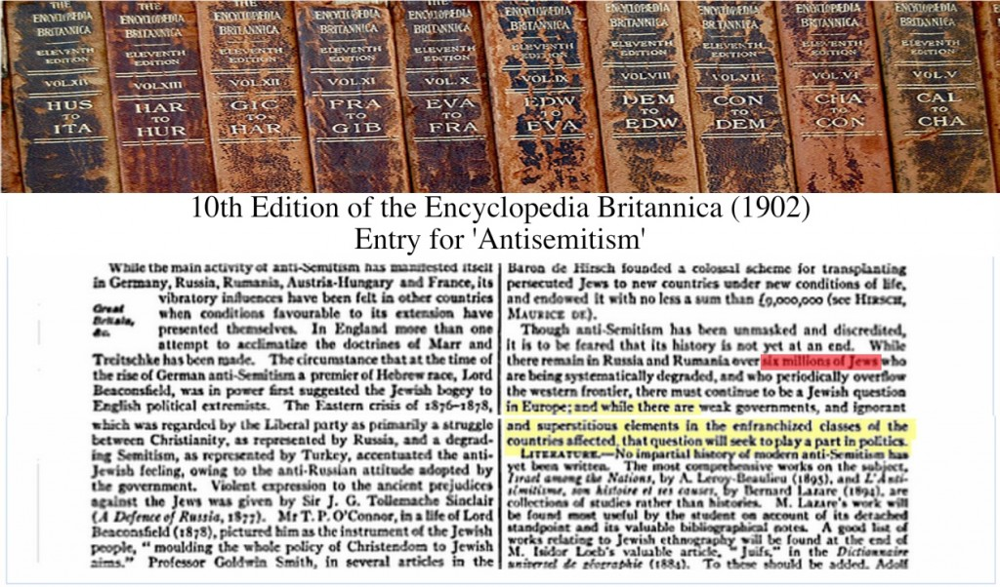 THE
ENCYCLOPÆDIA
BRITANNICA
ELEVENTH
EDITION
VOL.XIV
HUS
TO
ITA
THE
ENCYCLOPÆDIA
BRITANNICA
ELEVENTH
EDITION
VOL.XIII
HAR
TO
HUR
THE
ENCYCLOPÆDIA
BRITANNICA
ELEVENTH
EDITION
VOL.XII
GIC
TO
HAR
ENCYCLOPÆDIA
BRITANNICA
ELEVENTH
EDITION
VOL.XI
FRA
TO
GIB
ENCYCLOPÆDIA
BRITANNICA
ELEVENTH
EDITION
VOL.X
EVA
TO
FRA
ENCYCLOPÆDIA
BRITANNICA
ELEVENTH
EDITION
VOL.IX
EDW
TO
EVA
ENCYCLOPÆDIA
BRITANNICA
ELEVENTH
EDITION
VOL.VIII
DEM
TO
EDW
ENCYCLOPÆDIA
BRITANNICA
ELEVENTH
EDITION
VOL.VII
CON
TO
DEM
ENCYCLOPÆDIA
BRITANNICA
ELEVENTH
EDITION
VOL.VI
CHA
TO
CON
ENCYCLOPÆDIA
BRITANNICA
ELEVENTH
EDITION
VOL.V
CAL
TO
CHA
10th Edition of the Encyclopedia Britannica (1902)
Entry for 'Antisemitism'
While the main activity of anti-Semitism has manifested itself
in Germany, Russia, Rumania, Austria-Hungary and France, its
vibratory influences have been felt in other countries
Great
Britain,
&c.
when conditions favourable to its extension have
presented themselves. In England more than one
attempt to acclimatize the doctrines of Marr and
Treitschke has been made. The circumstance that at the time of
the rise of German anti-Semitism a premier of Hebrew race, Lord
Beaconsfield, was in power first suggested the Jewish bogey to
English political extremists. The Eastern crisis of 1876-1878,
which was regarded by the Liberal party as primarily a struggle
between Christianity, as represented by Russia, and a degrad-
ing Semitism, as represented by Turkey, accentuated the anti-
Jewish feeling, owing to the anti-Russian attitude adopted by
the government. Violent expression to the ancient prejudices
against the Jews was given by Sir J. G. Tollemache Sinclair
(A Defence of Russia, 1877). Mr T. P. O'Connor, in a life of Lord
Beaconsfield (1878), pictured him as the instrument of the Jewish
people, " moulding the whole policy of Christendom to Jewish
aims." Professor Goldwin Smith, in several articles in the
Baron de Hirsch founded a colossal scheme for transplanting
persecuted Jews to new countries under new conditions of life,
and endowed it with no less a sum than £9,000,000 (see HIRSCH,
MAURICE DE).
Though anti-Semitism has been unmasked and discredited,
it is to be feared that its history is not yet at an end. While
there remain in Russia and Rumania over six millions of Jews who
are being systematically degraded, and who periodically overflow
the western frontier, there must continue to be a Jewish question
in Europe; and while there are weak governments, and ignorant
and superstitious elements in the enfranchized classes of the
countries affected, that question will seek to play a part in politics.
LITERATURE.—No impartial history of modern anti-Semitism has
yet been written. The most comprehensive works on the subject,
Israel among the Nations, by A. Leroy-Beaulieu (1895), and L'Anti-
sémitisme, son histoire et ses causes, by Bernard Lazare (1894), are
collections of studies rather than histories. M. Lazare's work will
be found most useful by the student on account of its detached
standpoint and its valuable bibliographical notes. A good list of
works relating to Jewish ethnography will be found at the end of
M. Isidor Loeb's valuable article, "Juifs," in the Dictionnaire
universel de géographie (1884). To these should be added, Adolf